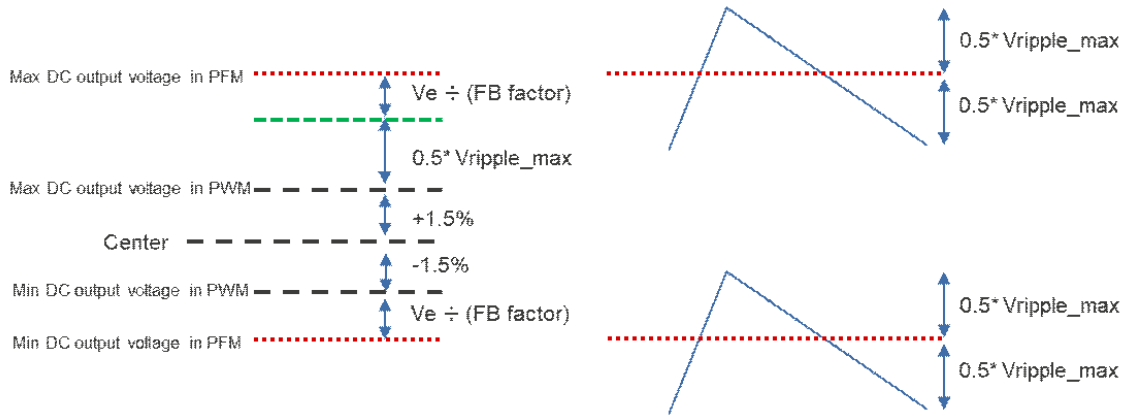 Max DC output voltage in PFM
Ve ÷ (FB factor)
0.5* Vripple_max
Max DC output voltage in PWM
+1.5%
Center
-1.5%
Min DC output voltage in PWM
Ve ÷ (FB factor)
Min DC output voltage in PFM
0.5* Vripple_max
0.5* Vripple_max
0.5* Vripple_max
0.5* Vripple_max